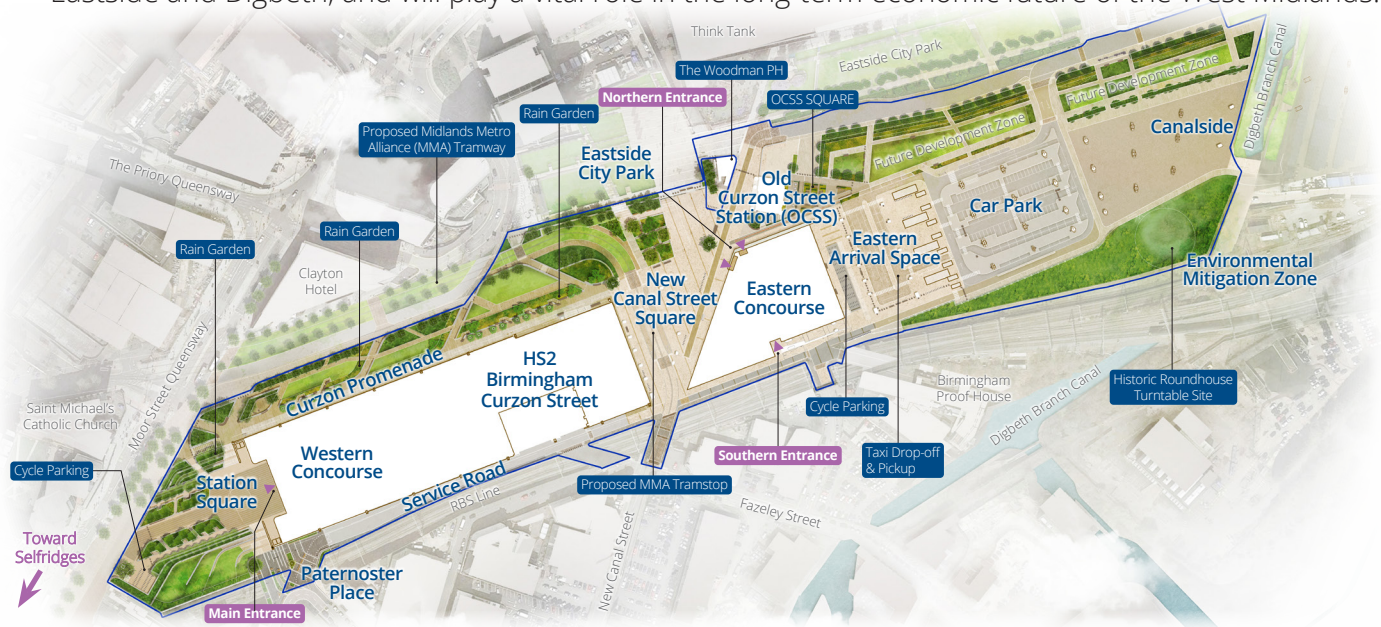 Eastside and Digbeth, and will play a vital role in the long-term economic future of the West Midlands.
Think Tank
Eastside City Park
The Woodman PH
Northern Entrance
OCSS SQUARE
Rain Garden
Proposed Midlands Metro
Alliance (MMA) Tramway
Eastside
City Park
Future Development Zone
Future Development Zone
Digbeth Branch Canal
Canalside
The Priory Queensway
Old
Curzon Street
Station (OCSS)
Car Park
Rain Garden
Rain Garden
Clayton
Hotel
Eastern
Arrival Space
Environmental
Mitigation Zone
New
Canal Street
Square
Eastern
Concourse
Moor Street Queensway
Curzon Promenade
HS2
Birmingham
Curzon Street
Saint Michael's
Catholic Church
Birmingham
Proof House
Digbeth Branch Canal
Historic Roundhouse
Turntable Site
Cycle Parking
Western
Concourse
Southern Entrance
Taxi Drop-off
& Pickup
Cycle Parking
Station
Square
Service Road
RBS Line
Proposed MMA Tramstop
Fazeley Street
New Canal Street
Toward
Selfridges
Paternoster
Place
Main Entrance